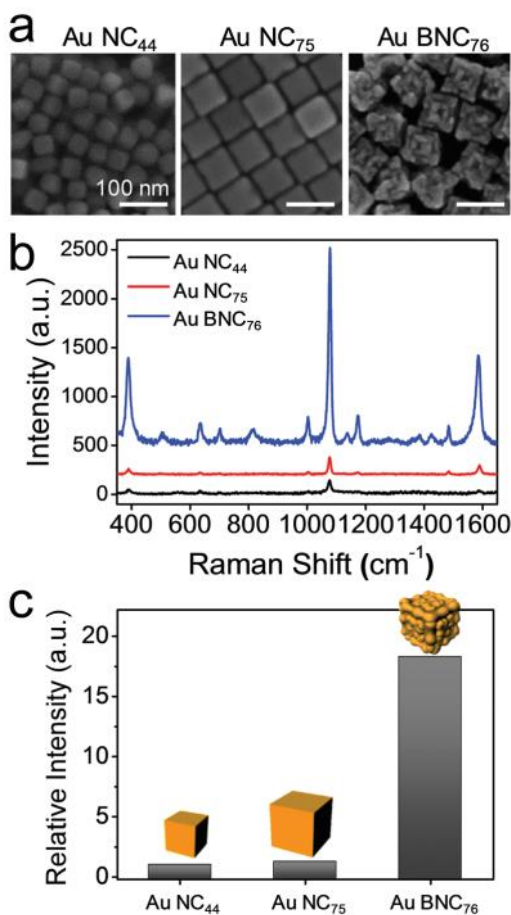 a
Au NC₄₄ Au NC₇₅ Au BNC₇₆
100 nm
b
2500
2000
1500
1000
500
0
Intensity (a.u.)
Au NC₄₄
Au NC₇₅
Au BNC₇₆
400 600 800 1000 1200 1400 1600
Raman Shift (cm⁻¹)
c
20
15
10
5
0
Relative Intensity (a.u.)
Au NC₄₄ Au NC₇₅ Au BNC₇₆